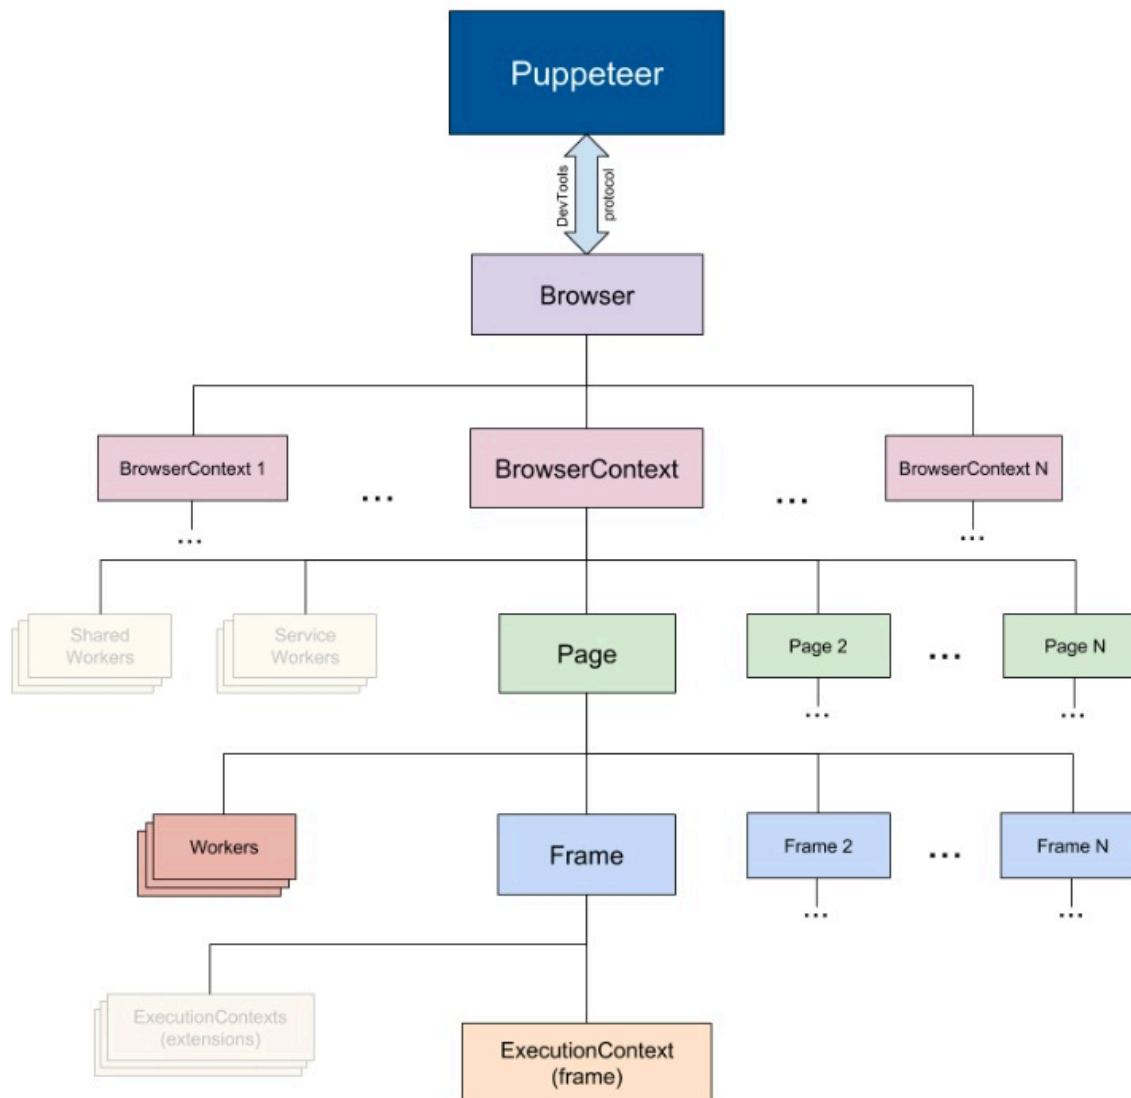 Puppeteer
DevTools
protocol
Browser
BrowserContext 1
...
BrowserContext
...
BrowserContext N
...
...
Shared
Workers
Service
Workers
Page
Page 2
...
Page N
...
...
Workers
Frame
Frame 2
...
Frame N
...
...
ExecutionContexts
(extensions)
ExecutionContext
(frame)